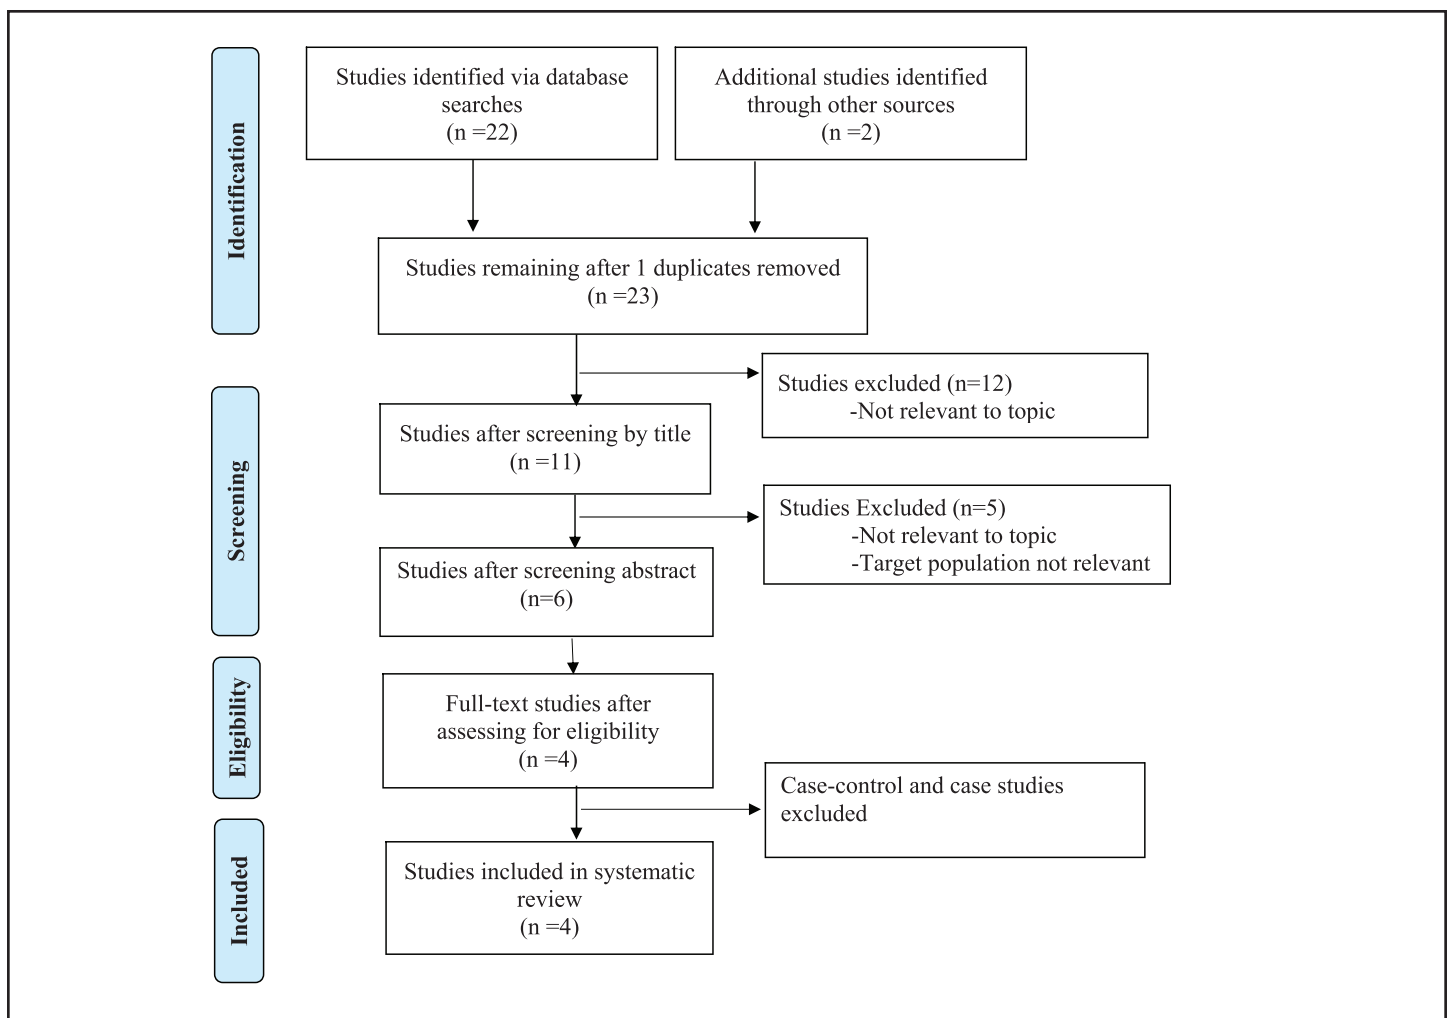 Identification
Studies identified via database
searches
(n =22)
Additional studies identified
through other sources
(n =2)
Studies remaining after 1 duplicates removed
(n =23)
Studies excluded (n=12)
-Not relevant to topic
Screening
Studies after screening by title
(n =11)
Studies Excluded (n=5)
-Not relevant to topic
-Target population not relevant
Studies after screening abstract
(n=6)
Eligibility
Full-text studies after
assessing for eligibility
(n =4)
Case-control and case studies
excluded
Included
Studies included in systematic
review
(n =4)